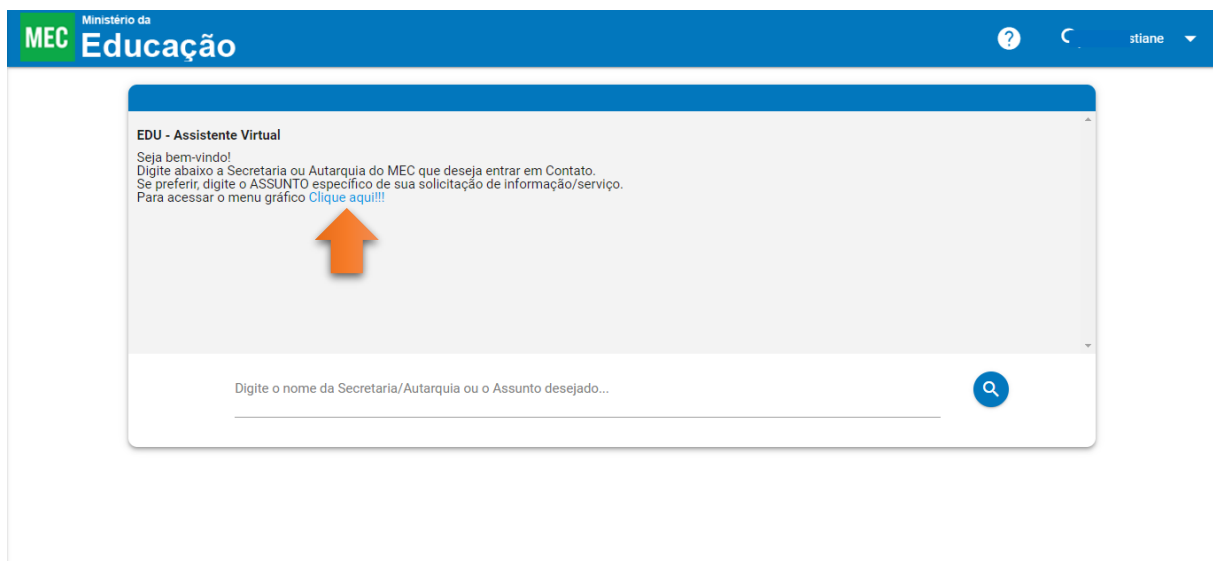 MEC
Ministério da
Educação
?
stiane
EDU - Assistente Virtual
Seja bem-vindo!
Digite abaixo a Secretaria ou Autarquia do MEC que deseja entrar em Contato.
Se preferir, digite o ASSUNTO específico de sua solicitação de informação/serviço.
Para acessar o menu gráfico Clique aqui!!!
Digite o nome da Secretaria/Autarquia ou o Assunto desejado...